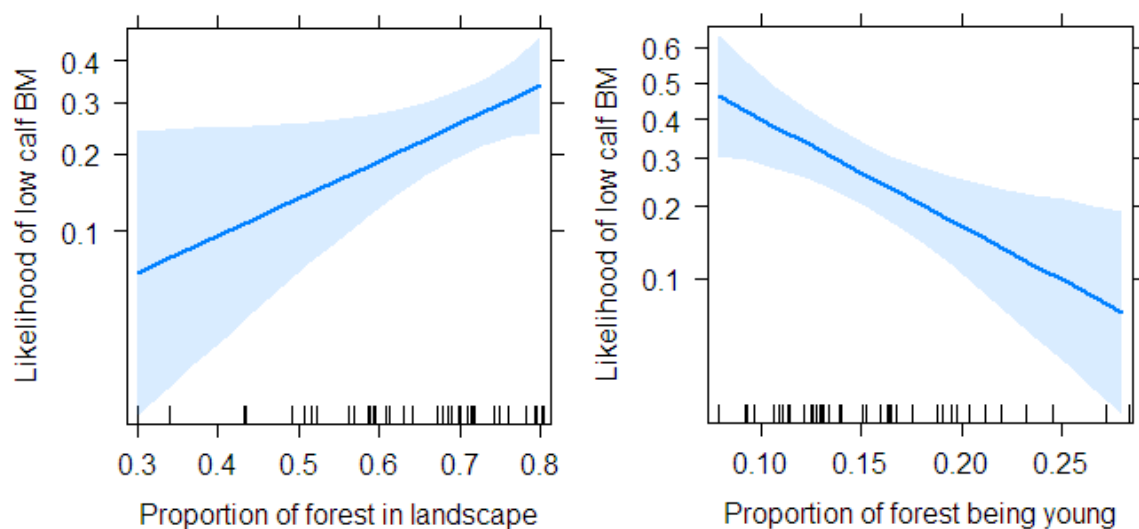 Likelihood of low calf BM
0.4
0.3
0.2
0.1
0.3 0.4 0.5 0.6 0.7 0.8
Proportion of forest in landscape
Likelihood of low calf BM
0.6
0.5
0.4
0.3
0.2
0.1
0.10 0.15 0.20 0.25
Proportion of forest being young